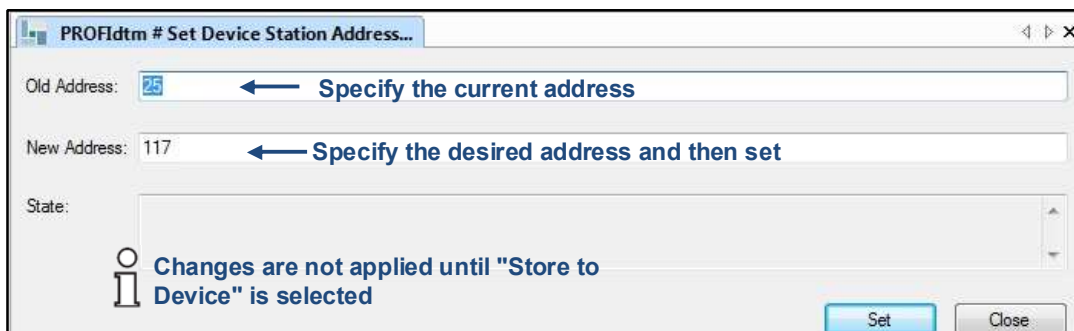 PROFIdtm # Set Device Station Address...
Old Address: 25 Specify the current address
New Address: 117 Specify the desired address and then set
State:
Changes are not applied until "Store to
Device" is selected
Set Close